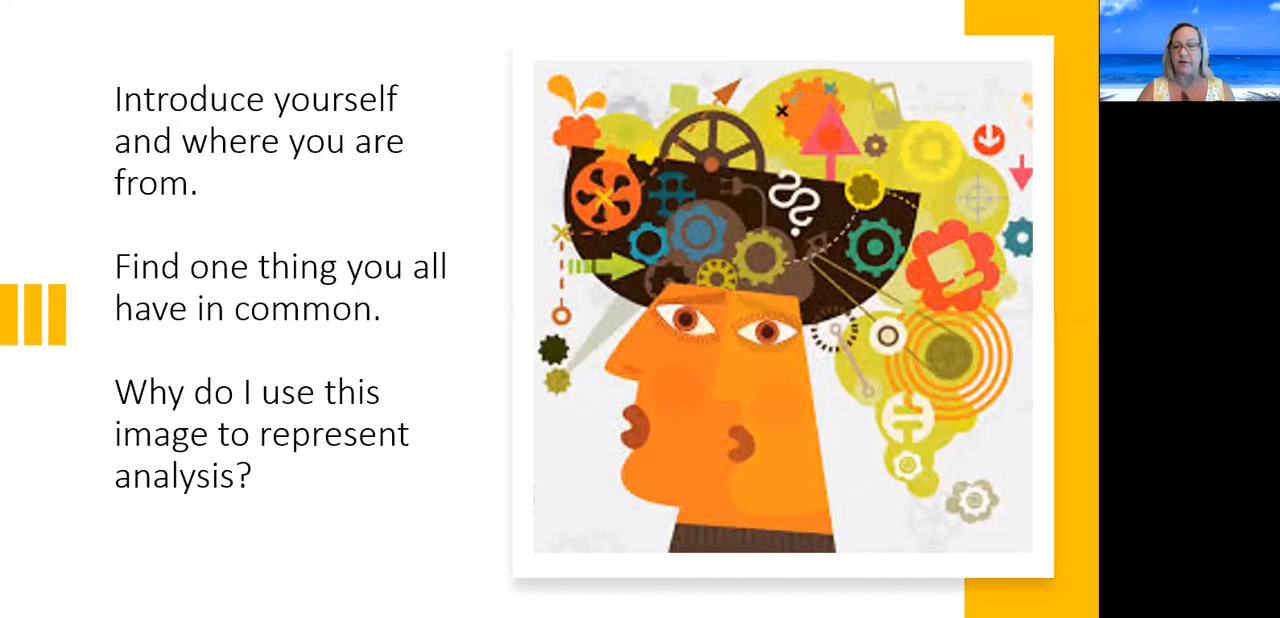 Introduce yourself
and where you are
from.
Find one thing you all
have in common.
Why do I use this
image to represent
analysis?